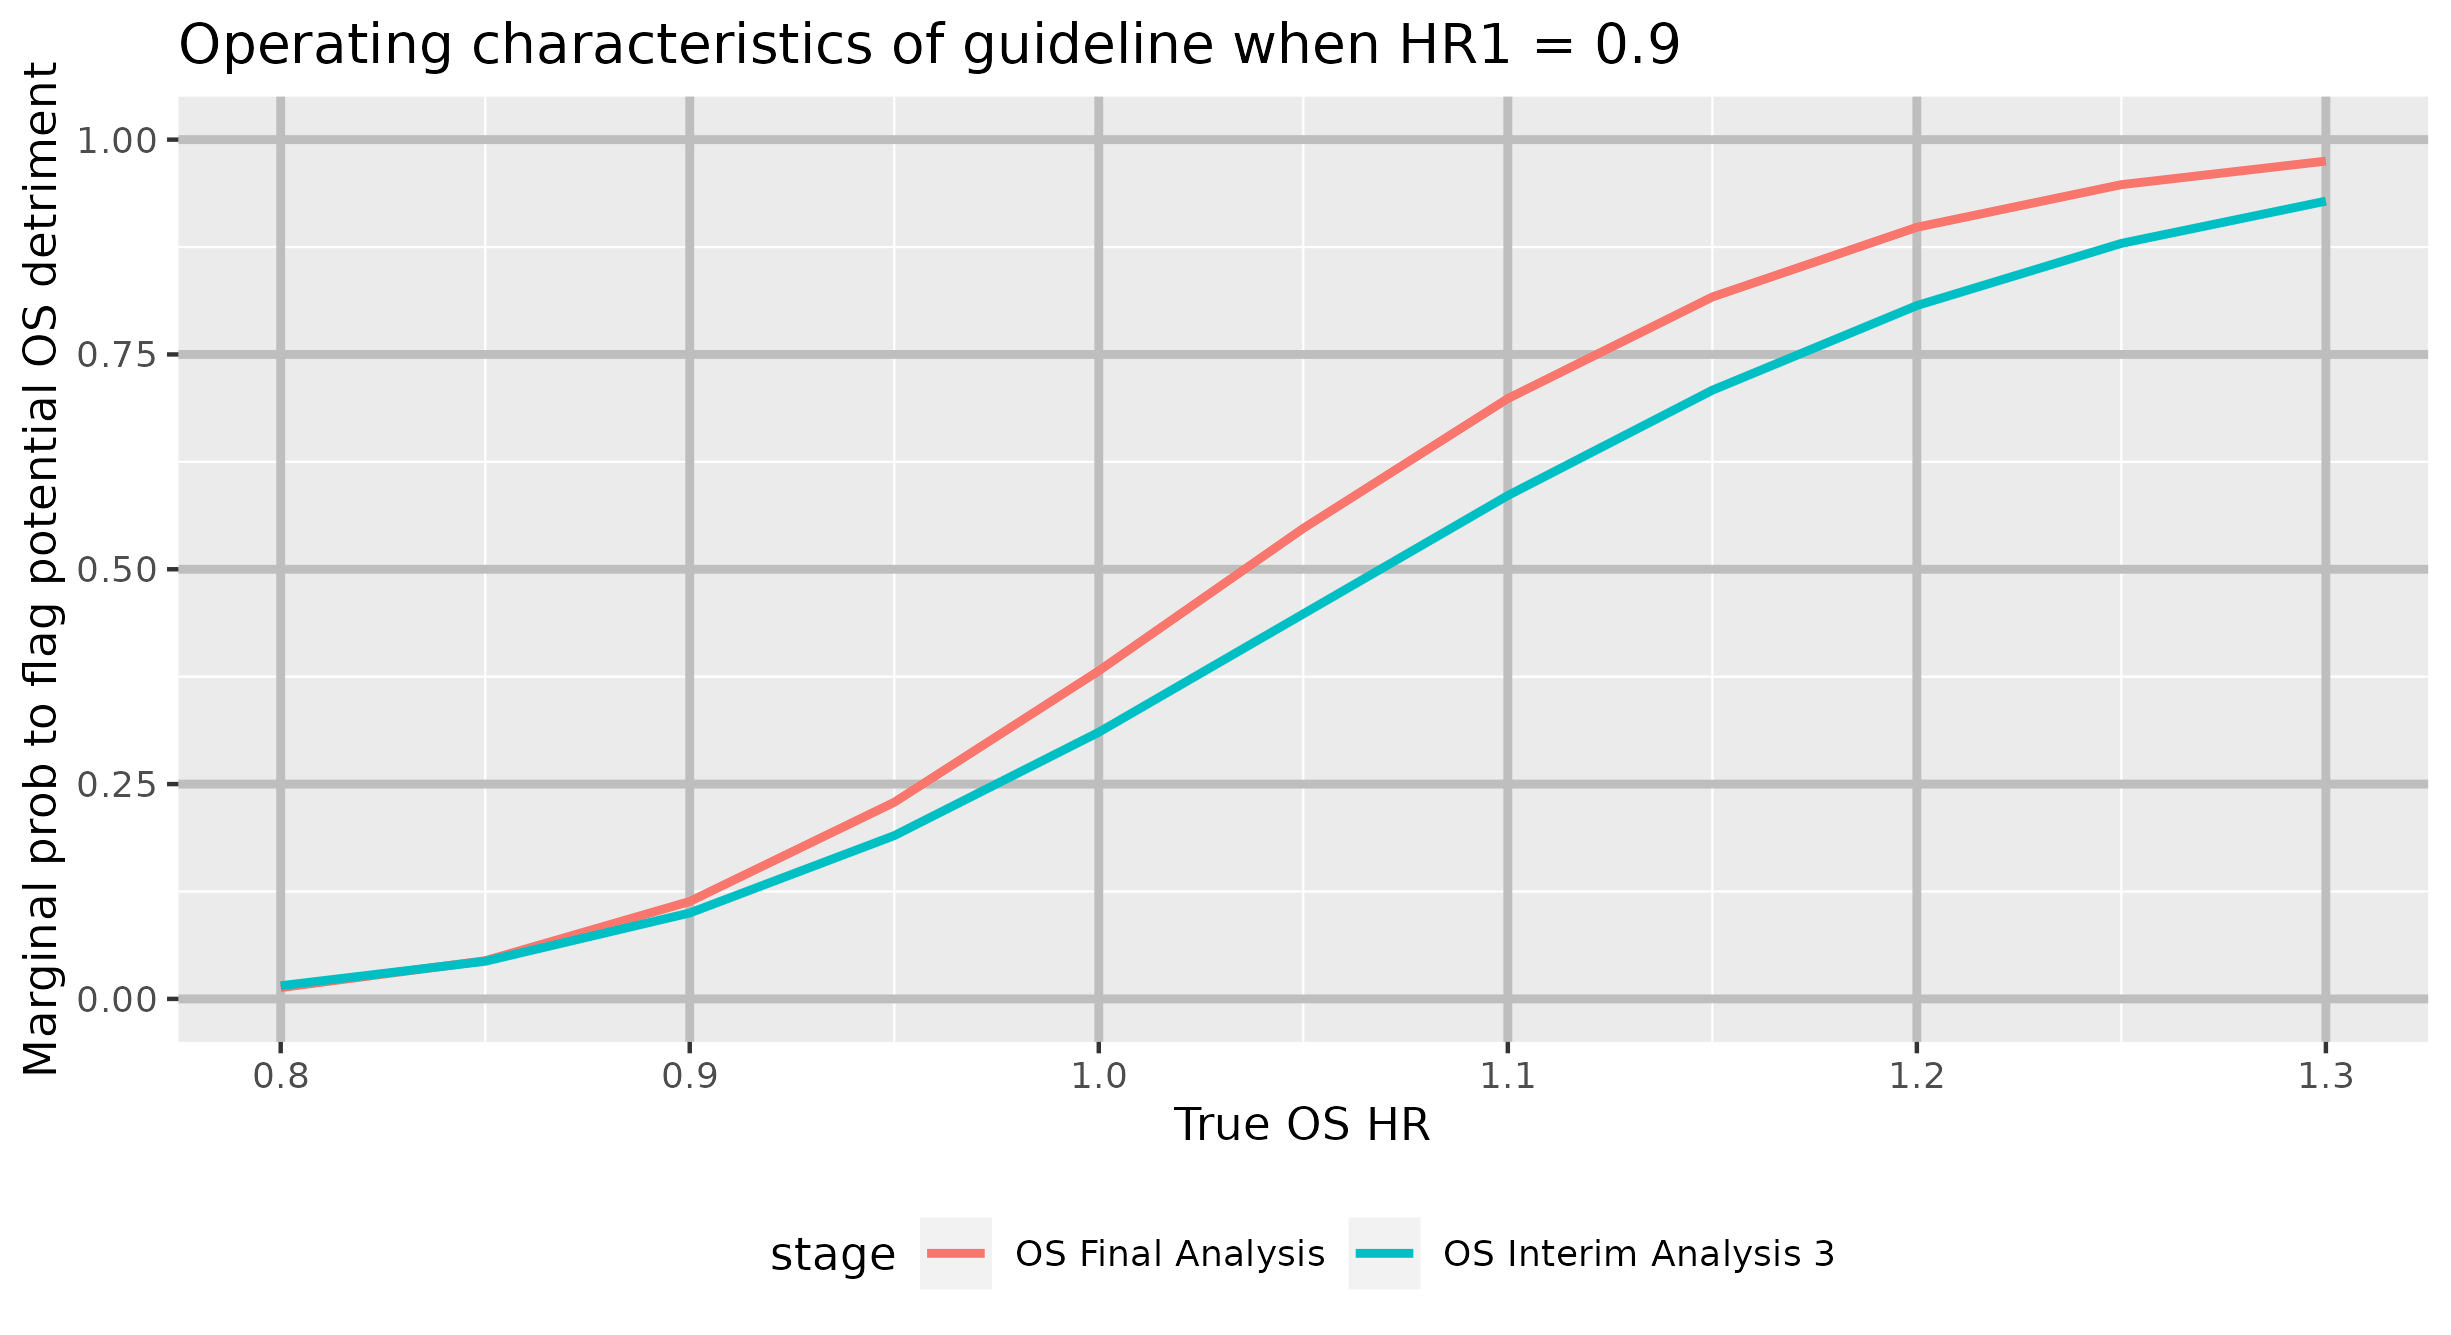 Operating characteristics of guideline when HR1 = 0.9
Marginal prob to flag potential OS detriment
1.00
0.75
0.50
0.25
0.00
0.8 0.9 1.0 1.1 1.2 1.3
True OS HR
stage OS Final Analysis OS Interim Analysis 3